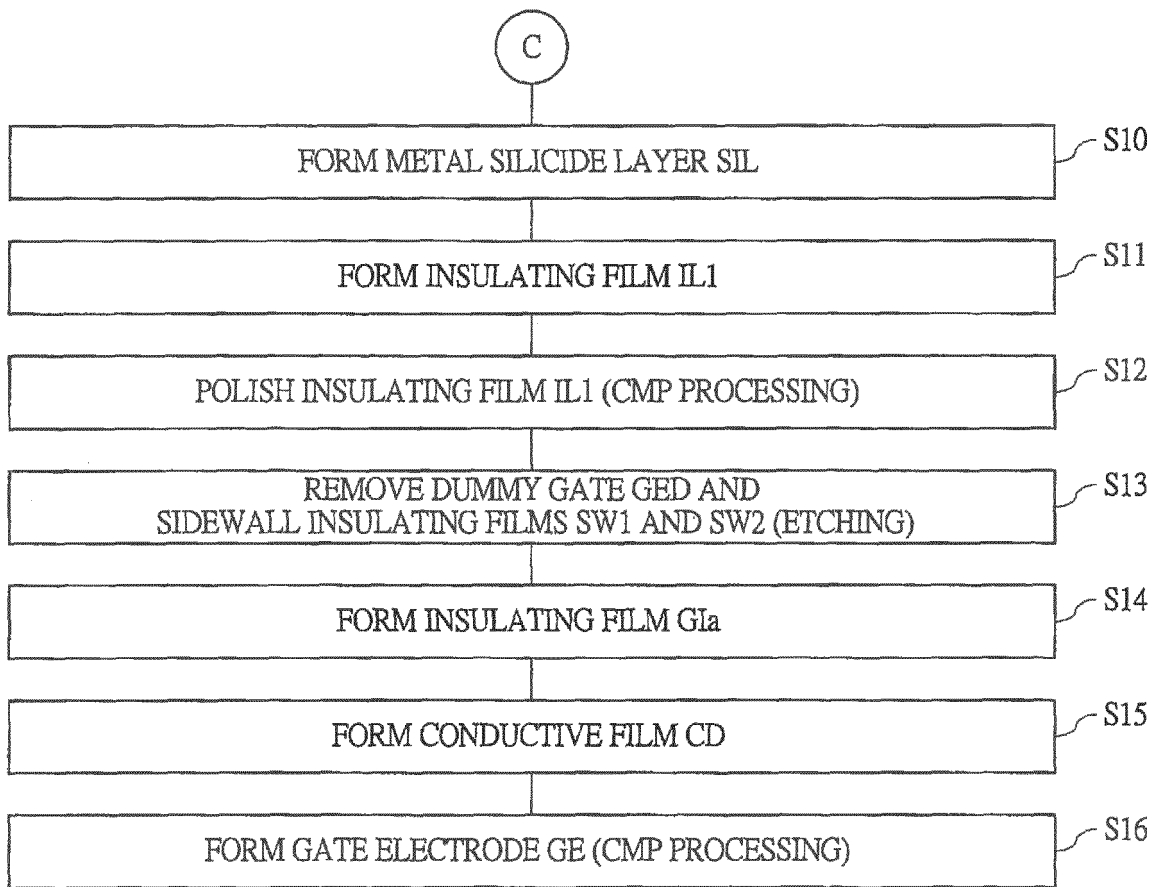 C
FORM METAL SILICIDE LAYER SIL
S10
FORM INSULATING FILM IL1
S11
POLISH INSULATING FILM IL1 (CMP PROCESSING)
S12
REMOVE DUMMY GATE GED AND
SIDEWALL INSULATING FILMS SW1 AND SW2 (ETCHING)
S13
FORM INSULATING FILM GIa
S14
FORM CONDUCTIVE FILM CD
S15
FORM GATE ELECTRODE GE (CMP PROCESSING)
S16